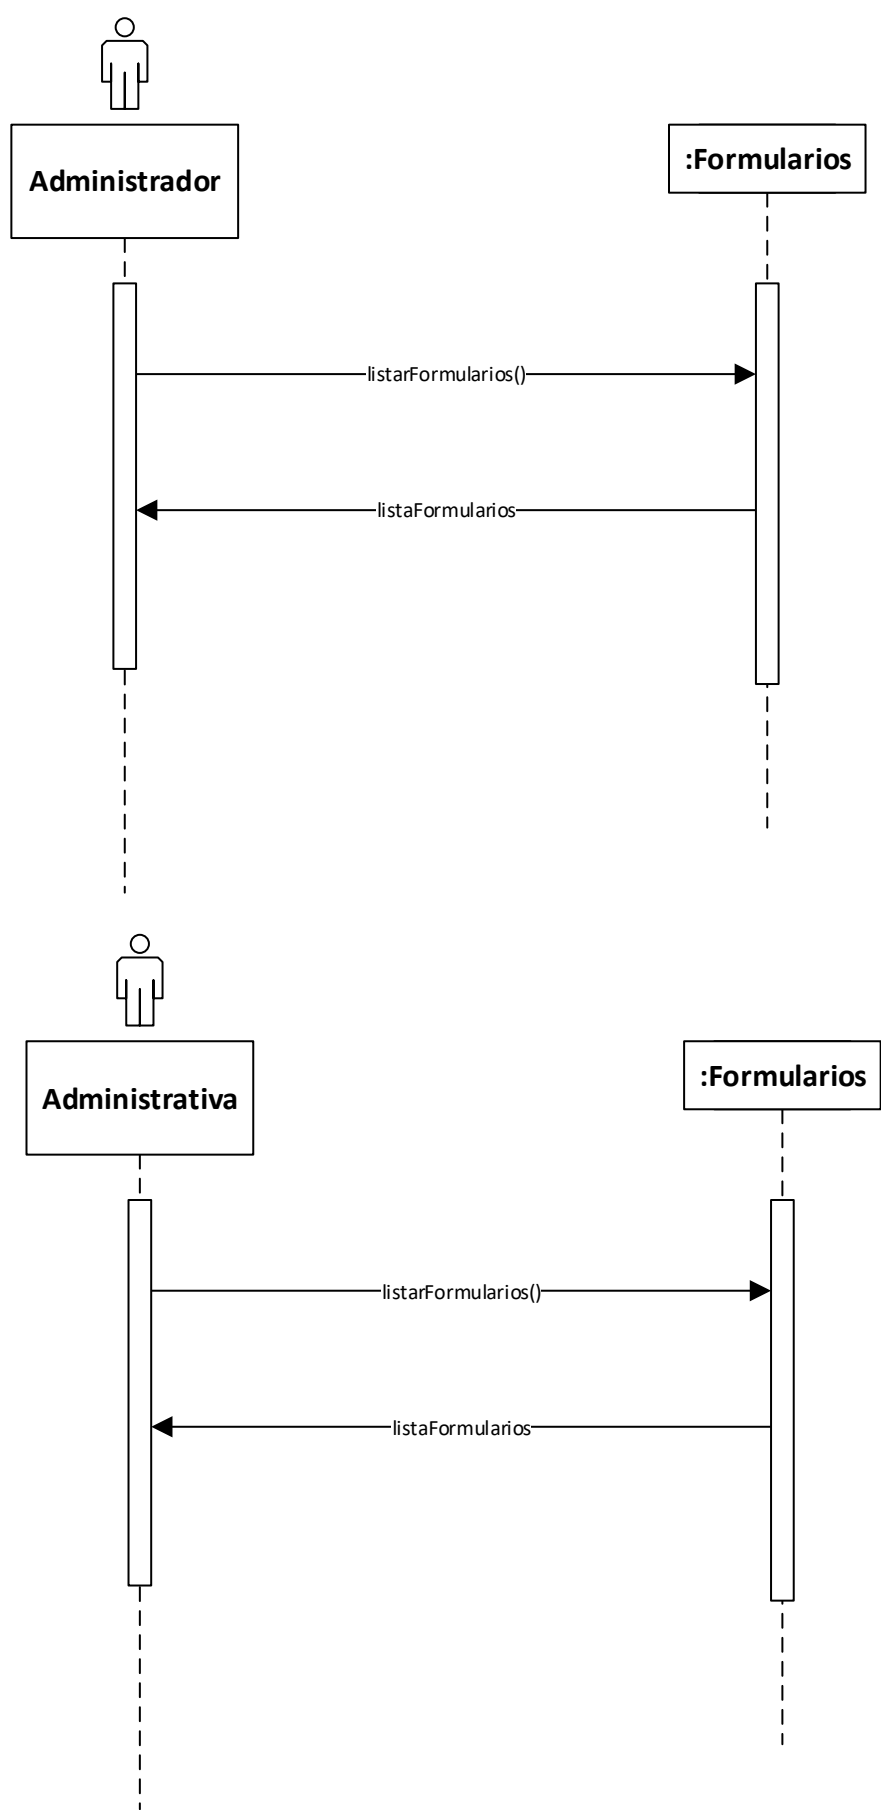 Administrador
:Formularios
listarFormularios()
listaFormularios
Administrativa
:Formularios
listarFormularios()
listaFormularios